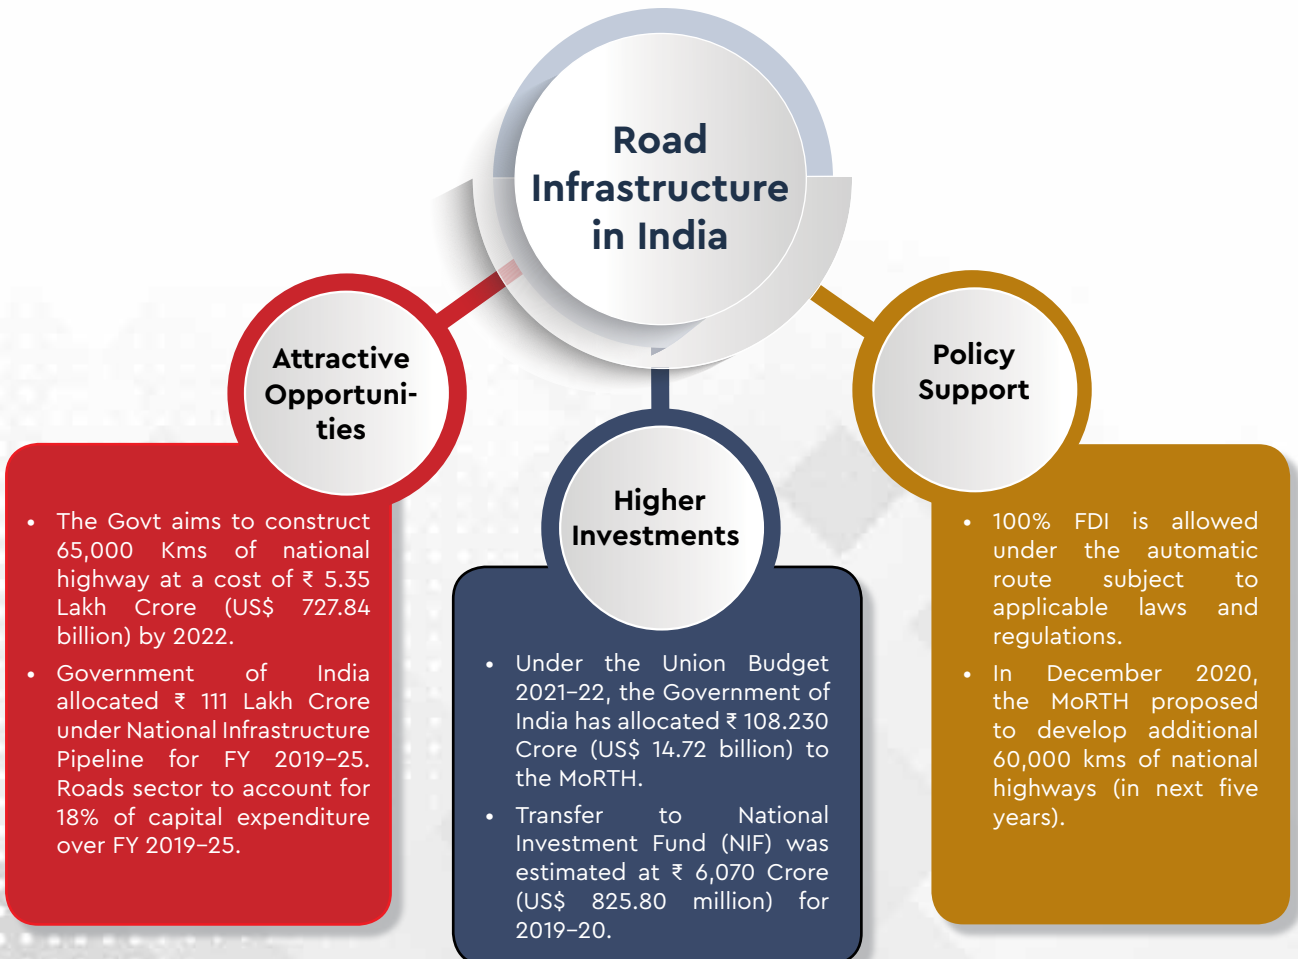 Road
Infrastructure
in India
Attractive
Opportuni-
ties
• The Govt aims to construct
65,000 Kms of national
highway at a cost of ₹ 5.35
Lakh Crore (US$ 727.84
billion) by 2022.
• Government of India
allocated ₹ 111 Lakh Crore
under National Infrastructure
Pipeline for FY 2019-25.
Roads sector to account for
18% of capital expenditure
over FY 2019-25.
Higher
Investments
• Under the Union Budget
2021-22, the Government of
India has allocated ₹ 108.230
Crore (US$ 14.72 billion) to
the MoRTH.
• Transfer to National
Investment Fund (NIF) was
estimated at ₹ 6,070 Crore
(US$ 825.80 million) for
2019-20.
Policy
Support
• 100% FDI is allowed
under the automatic
route subject to
applicable laws and
regulations.
• In December 2020,
the MoRTH proposed
to develop additional
60,000 kms of national
highways (in next five
years).